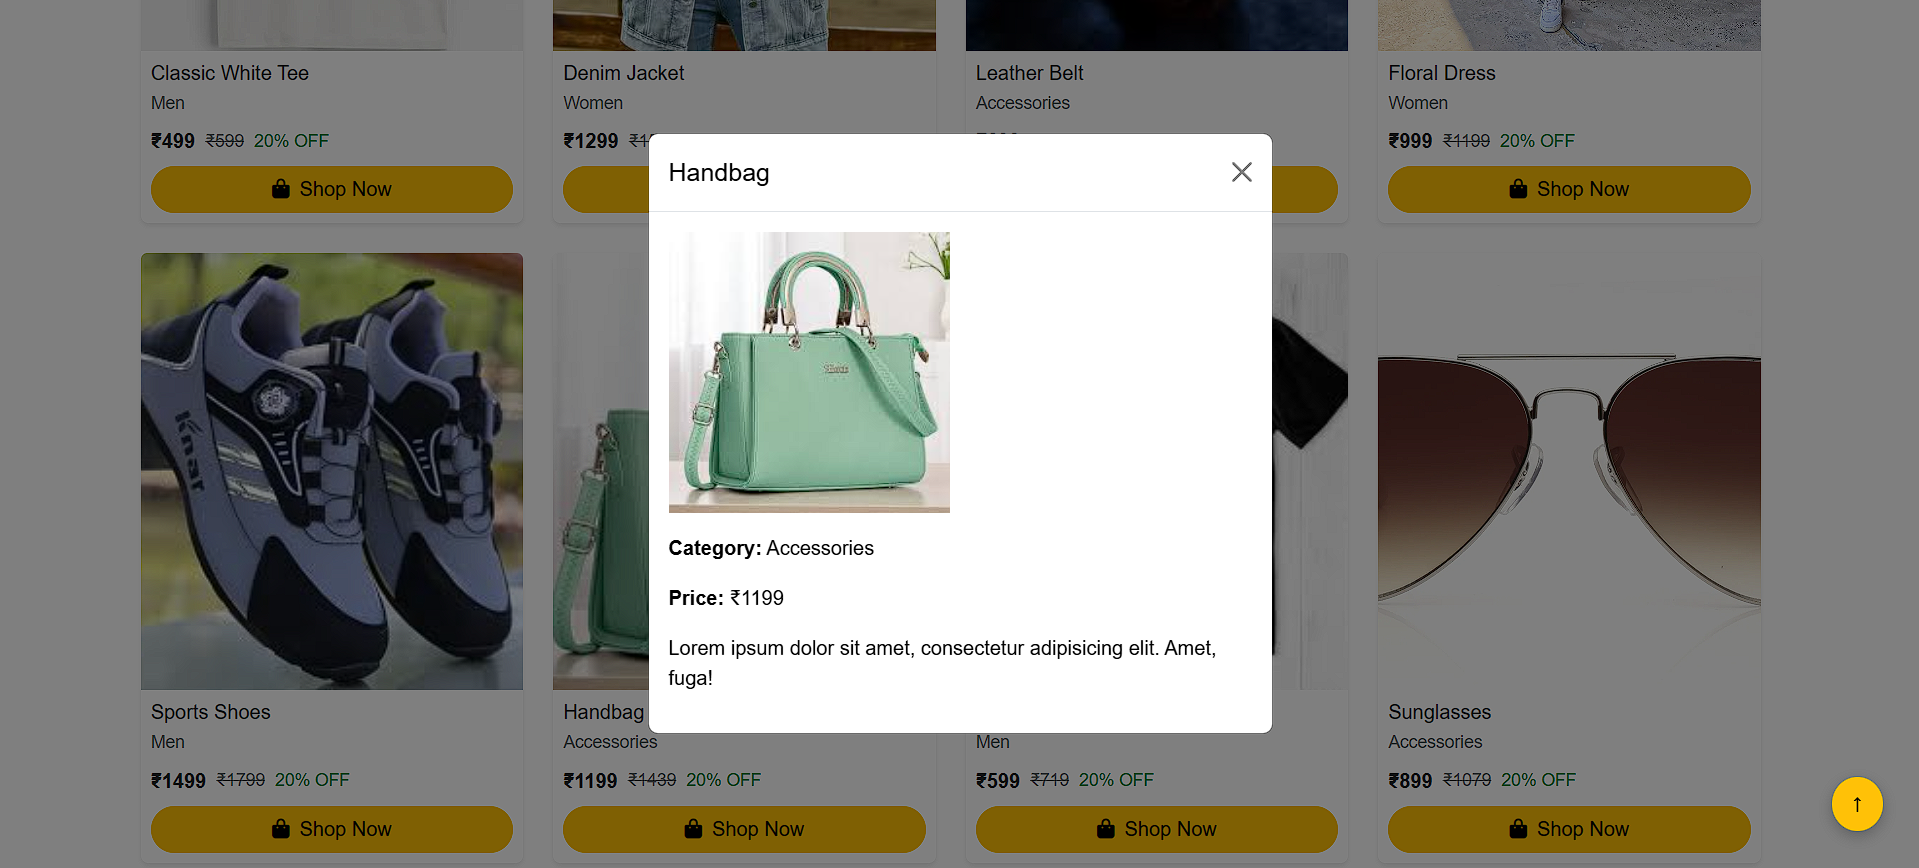 Classic White Tee
Men
₹499 ₹599 20% OFF
Shop Now
Denim Jacket
Women
₹1299
Leather Belt
Accessories
Floral Dress
Women
₹999 ₹1199 20% OFF
Shop Now
Handbag
Category: Accessories
Price: ₹1199
Lorem ipsum dolor sit amet, consectetur adipisicing elit. Amet,
fuga!
Knar
Sports Shoes
Men
₹1499 ₹1799 20% OFF
Shop Now
Handbag
Accessories
₹1199 ₹1439 20% OFF
Shop Now
Men
₹599 ₹719 20% OFF
Shop Now
Sunglasses
Accessories
₹899 ₹1079 20% OFF
Shop Now
↑